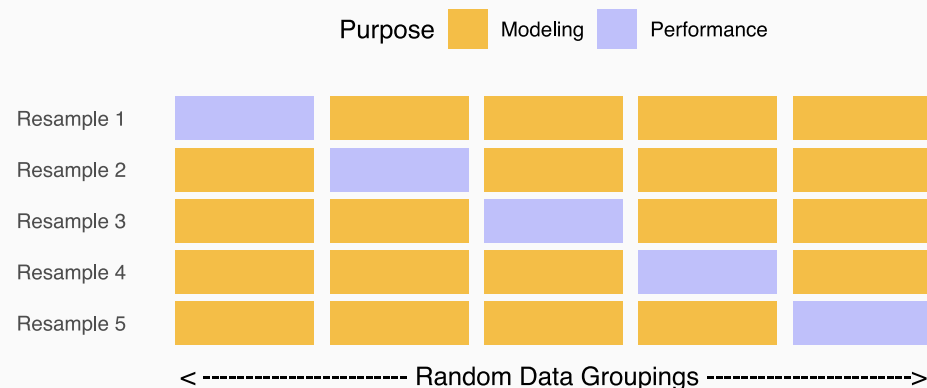 Purpose Modeling Performance
Resample 1
Resample 2
Resample 3
Resample 4
Resample 5
< ----------------------- Random Data Groupings ----------------------- >